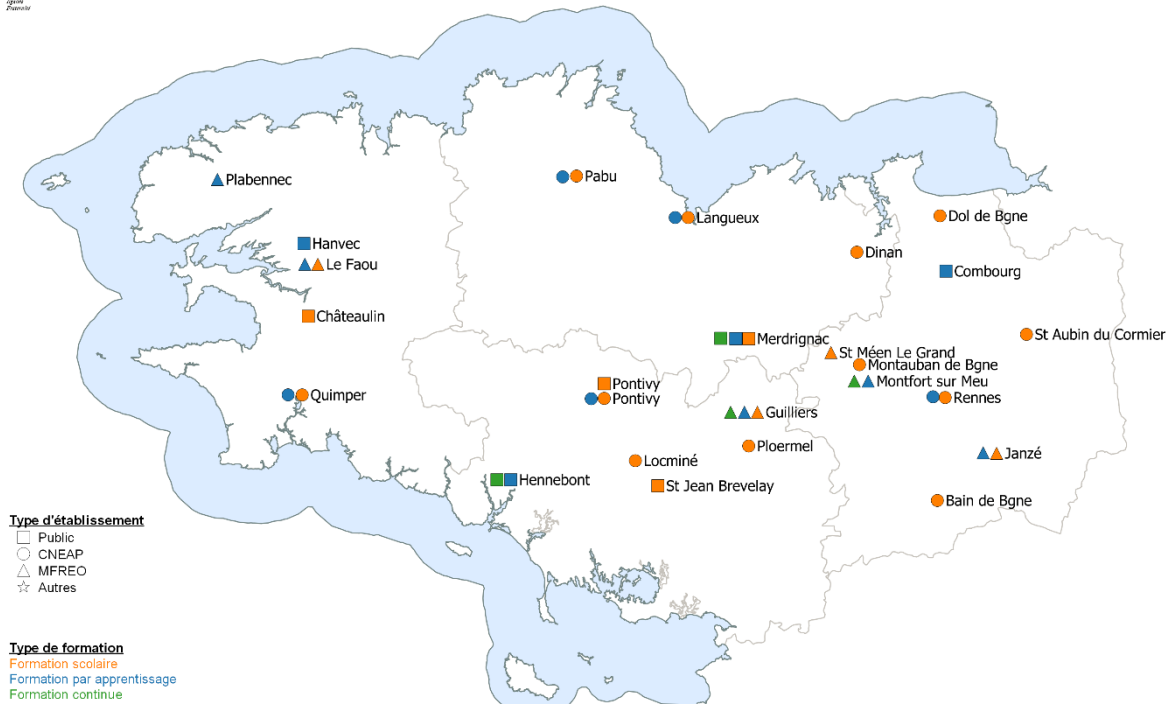 Plabennec
Pabu
Langueux
Dol de Bgne
Hanvec
Dinan
Le Faou
Combourg
Châteaulin
St Aubin du Cormier
Merdrignac
St Méen Le Grand
Montauban de Bgne
Pontivy
Montfort sur Meu
Quimper
Pontivy
Rennes
Guilliers
Ploermel
Janzé
Locminé
Hennebont
St Jean Brevelay
Bain de Bgne
Type d'établissement
Public
CNEAP
MFREO
Autres
Type de formation
Formation scolaire
Formation par apprentissage
Formation continue